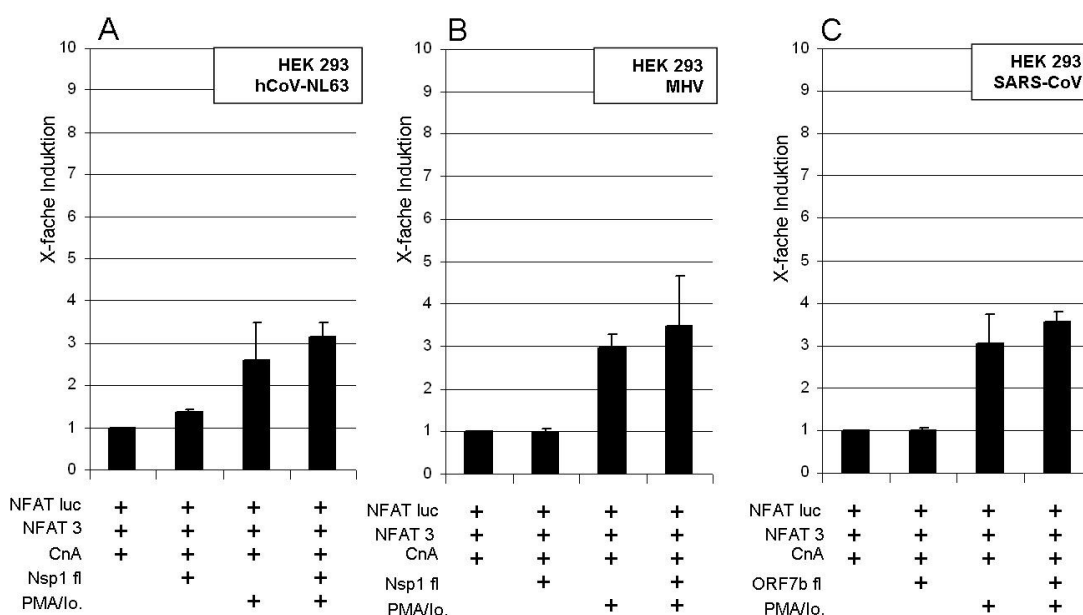 A
HEK 293
hCoV-NL63
X-fache Induktion
10
9
8
7
6
5
4
3
2
1
0
NFAT luc + + + +
NFAT 3 + + + +
CnA + + + +
Nsp1 fl + +
PMA/Io. + +
B
HEK 293
MHV
X-fache Induktion
10
9
8
7
6
5
4
3
2
1
0
NFAT luc + + + +
NFAT 3 + + + +
CnA + + + +
Nsp1 fl + +
PMA/Io. + +
C
HEK 293
SARS-CoV
X-fache Induktion
10
9
8
7
6
5
4
3
2
1
0
NFAT luc + + + +
NFAT 3 + + + +
CnA + + + +
ORF7b fl + +
PMA/Io. + +